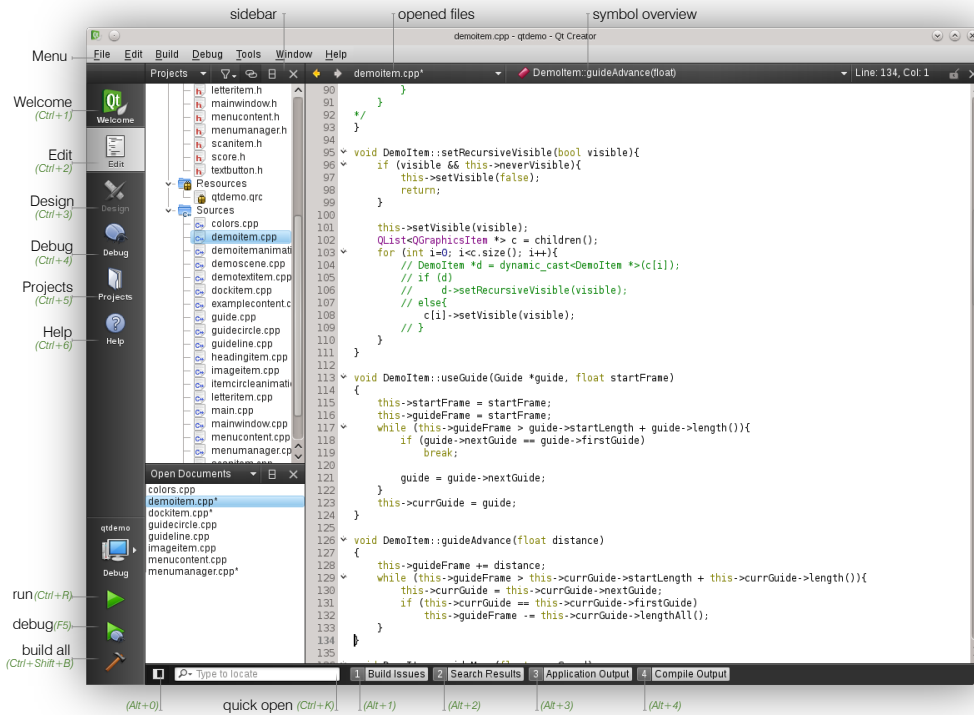 sidebar
opened files
symbol overview
demoitem.cpp - qtdemo - Qt Creator
Menu
File Edit Build Debug Tools Window Help
Projects
demoitem.cpp*
DemoItem::guideAdvance(float)
Line: 134, Col: 1
Welcome
(Ctrl+1)
Edit
(Ctrl+2)
Design
(Ctrl+3)
Debug
(Ctrl+4)
Projects
(Ctrl+5)
Help
(Ctrl+6)
Qt
Welcome
Edit
Design
Debug
Projects
Help
letteritem.h
mainwindow.h
menucontent.h
menumanager.h
scanitem.h
score.h
textbutton.h
Resources
qtdemo.qrc
Sources
colors.cpp
demoitem.cpp
demoitemanimati
demoscene.cpp
demotextitem.cpp
dockitem.cpp
examplecontent.c
guide.cpp
guidecircle.cpp
guideline.cpp
headingitem.cpp
imageitem.cpp
itemcircleanimati
letteritem.cpp
main.cpp
mainwindow.cpp
menucontent.cpp
menumanager.cp
Open Documents
colors.cpp
demoitem.cpp*
dockitem.cpp*
guidecircle.cpp
guideline.cpp
imageitem.cpp
menucontent.cpp
menumanager.cpp*
90 }
91 }
92 */
93 }
94
95 void DemoItem::setRecursiveVisible(bool visible){
96 if (visible && this->neverVisible){
97 this->setVisible(false);
98 return;
99 }
100
101 this->setVisible(visible);
102 QList<QGraphicsItem *> c = children();
103 for (int i=0; i<c.size(); i++){
104 // DemoItem *d = dynamic_cast<DemoItem *>(c[i]);
105 // if (d)
106 // d->setRecursiveVisible(visible);
107 // else{
108 c[i]->setVisible(visible);
109 // }
110 }
111 }
112
113 void DemoItem::useGuide(Guide *guide, float startFrame)
114 {
115 this->startFrame = startFrame;
116 this->guideFrame = startFrame;
117 while (this->guideFrame > guide->startLength + guide->length()){
118 if (guide->nextGuide == guide->firstGuide)
119 break;
120
121 guide = guide->nextGuide;
122 }
123 this->currGuide = guide;
124 }
125
126 void DemoItem::guideAdvance(float distance)
127 {
128 this->guideFrame += distance;
129 while (this->guideFrame > this->currGuide->startLength + this->currGuide->length()){
130 this->currGuide = this->currGuide->nextGuide;
131 if (this->currGuide == this->currGuide->firstGuide)
132 this->guideFrame -= this->currGuide->lengthAll();
133 }
134 }
qtdemo
Debug
run (Ctrl+R)
debug (F5)
build all
(Ctrl+Shift+B)
Type to locate
1 Build Issues
2 Search Results
3 Application Output
4 Compile Output
(Alt+0)
quick open (Ctrl+K)
(Alt+1)
(Alt+2)
(Alt+3)
(Alt+4)